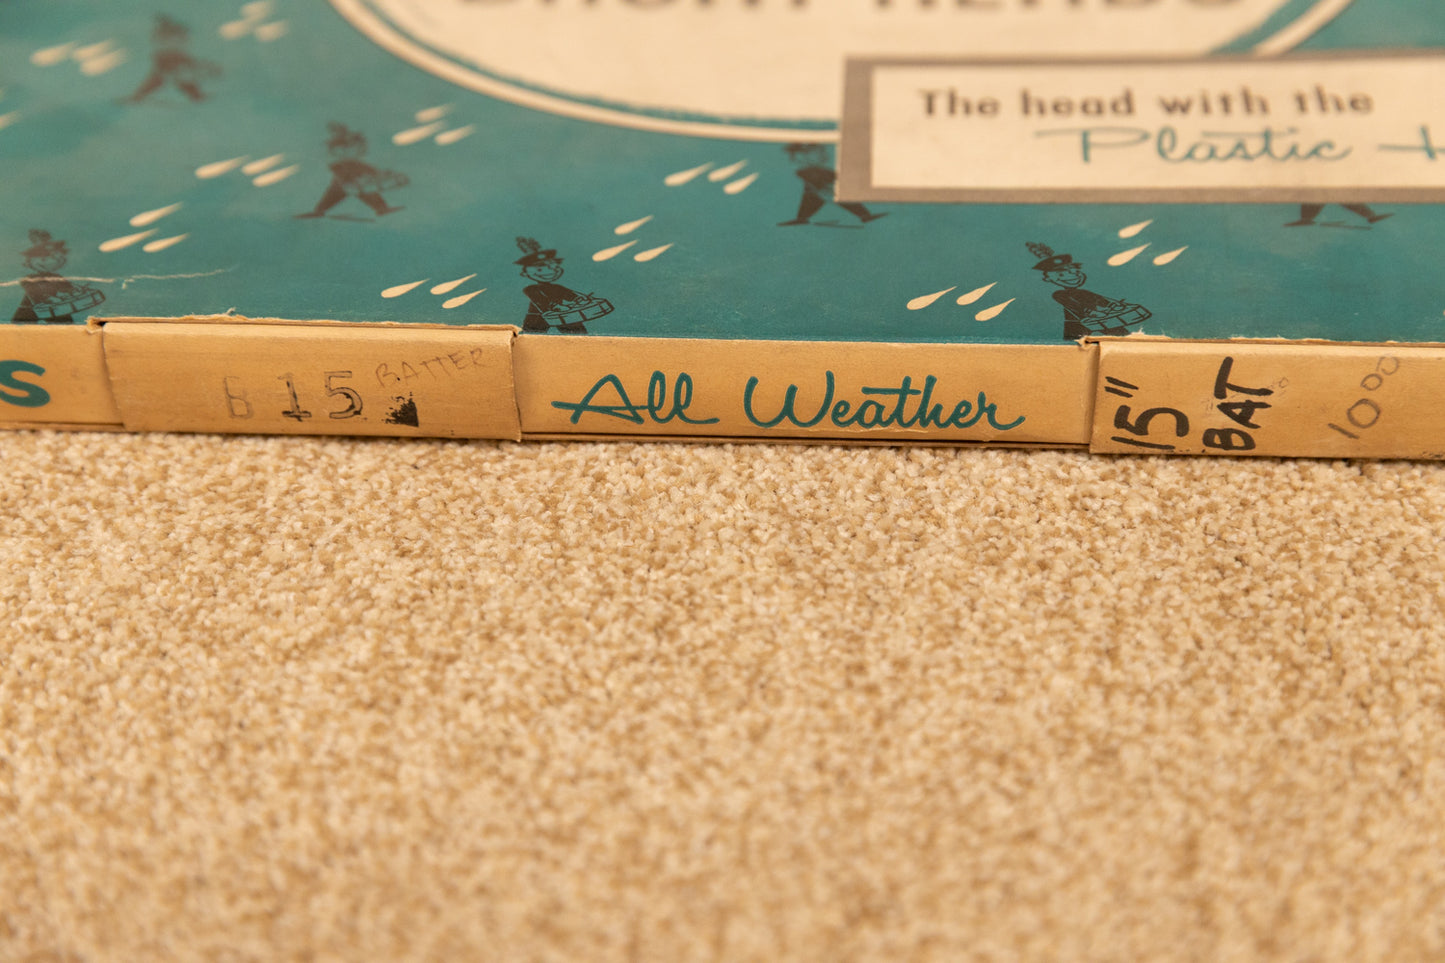 The head with the
Plastic
S
B 15 BATTER
All Weather
15" BAT
1000